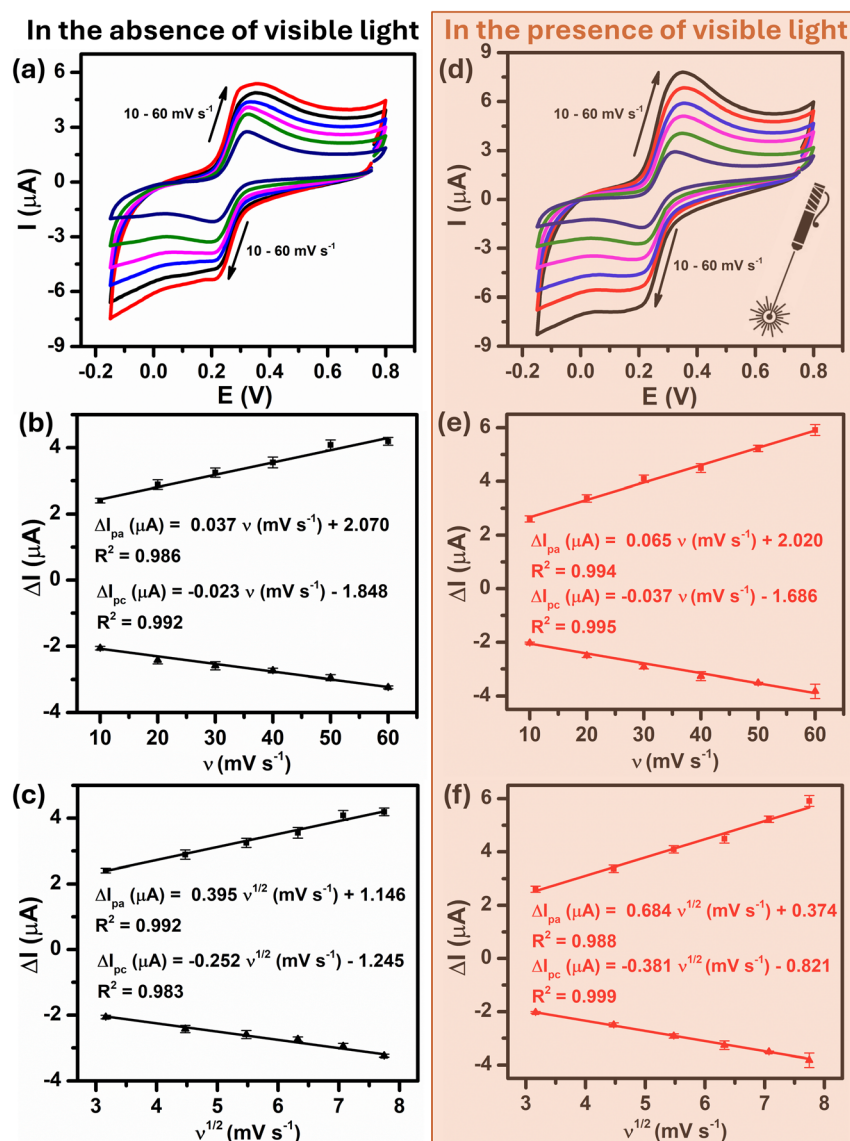 In the absence of visible light
In the presence of visible light
(a)
I (μA)
6
3
0
-3
-6
-9
10 - 60 mV s⁻¹
10 - 60 mV s⁻¹
-0.2 0.0 0.2 0.4 0.6 0.8
E (V)
(d)
I (μA)
9
6
3
0
-3
-6
-9
10 - 60 mV s⁻¹
10 - 60 mV s⁻¹
-0.2 0.0 0.2 0.4 0.6 0.8
E (V)
(b)
ΔI (μA)
4
2
0
-2
-4
ΔIpa (μA) = 0.037 ν (mV s⁻¹) + 2.070
R² = 0.986
ΔIpc (μA) = -0.023 ν (mV s⁻¹) - 1.848
R² = 0.992
10 20 30 40 50 60
ν (mV s⁻¹)
(e)
ΔI (μA)
6
4
2
0
-2
-4
ΔIpa (μA) = 0.065 ν (mV s⁻¹) + 2.020
R² = 0.994
ΔIpc (μA) = -0.037 ν (mV s⁻¹) - 1.686
R² = 0.995
10 20 30 40 50 60
ν (mV s⁻¹)
(c)
ΔI (μA)
4
2
0
-2
-4
ΔIpa (μA) = 0.395 ν^1/2 (mV s⁻¹) + 1.146
R² = 0.992
ΔIpc (μA) = -0.252 ν^1/2 (mV s⁻¹) - 1.245
R² = 0.983
3 4 5 6 7 8
ν^1/2 (mV s⁻¹)
(f)
ΔI (μA)
6
4
2
0
-2
-4
ΔIpa (μA) = 0.684 ν^1/2 (mV s⁻¹) + 0.374
R² = 0.988
ΔIpc (μA) = -0.381 ν^1/2 (mV s⁻¹) - 0.821
R² = 0.999
3 4 5 6 7 8
ν^1/2 (mV s⁻¹)